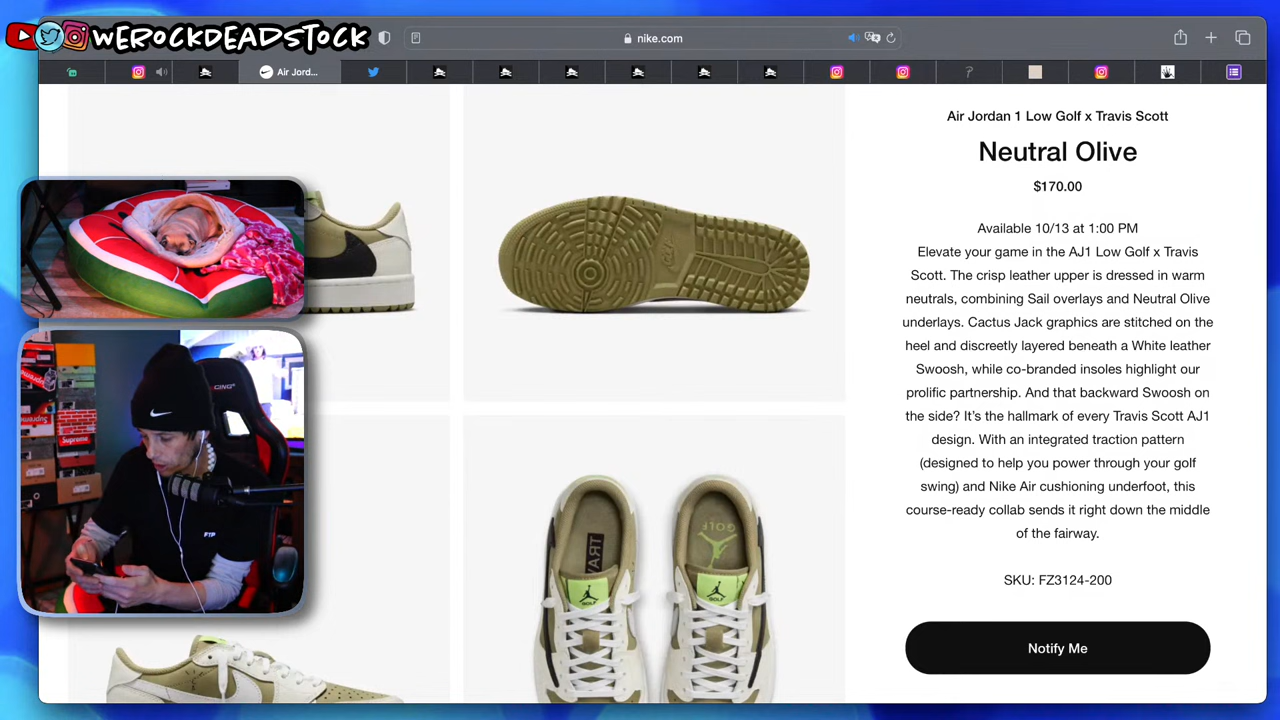 WEROCKDEADSTOCK
nike.com
Air Jord...
Air Jordan 1 Low Golf x Travis Scott
Neutral Olive
$170.00
Available 10/13 at 1:00 PM
Elevate your game in the AJ1 Low Golf x Travis
Scott. The crisp leather upper is dressed in warm
neutrals, combining Sail overlays and Neutral Olive
underlays. Cactus Jack graphics are stitched on the
heel and discreetly layered beneath a White leather
Swoosh, while co-branded insoles highlight our
prolific partnership. And that backward Swoosh on
the side? It's the hallmark of every Travis Scott AJ1
design. With an integrated traction pattern
(designed to help you power through your golf
swing) and Nike Air cushioning underfoot, this
course-ready collab sends it right down the middle
of the fairway.
SKU: FZ3124-200
Notify Me
GOLF
GOLF
GOLF
Supreme
FTP